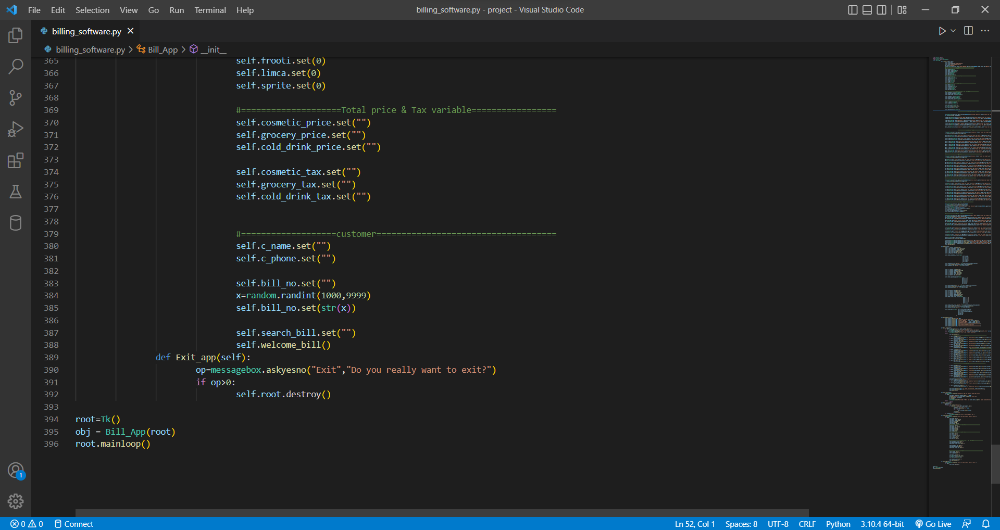 File Edit Selection View Go Run Terminal Help
billing_software.py - project - Visual Studio Code
billing_software.py
billing_software.py > Bill_App > __init__
365 self.frooti.set(0)
366 self.limca.set(0)
367 self.sprite.set(0)
368
369 #====================Total price & Tax variable=================
370 self.cosmetic_price.set("")
371 self.grocery_price.set("")
372 self.cold_drink_price.set("")
373
374 self.cosmetic_tax.set("")
375 self.grocery_tax.set("")
376 self.cold_drink_tax.set("")
377
378
379 #===================customer====================================
380 self.c_name.set("")
381 self.c_phone.set("")
382
383 self.bill_no.set("")
384 x=random.randint(1000,9999)
385 self.bill_no.set(str(x))
386
387 self.search_bill.set("")
388 self.welcome_bill()
389 def Exit_app(self):
390 op=messagebox.askyesno("Exit","Do you really want to exit?")
391 if op>0:
392 self.root.destroy()
393
394 root=Tk()
395 obj = Bill_App(root)
396 root.mainloop()
1
0 0 Connect Ln 52, Col 1 Spaces: 8 UTF-8 CRLF Python 3.10.4 64-bit Go Live